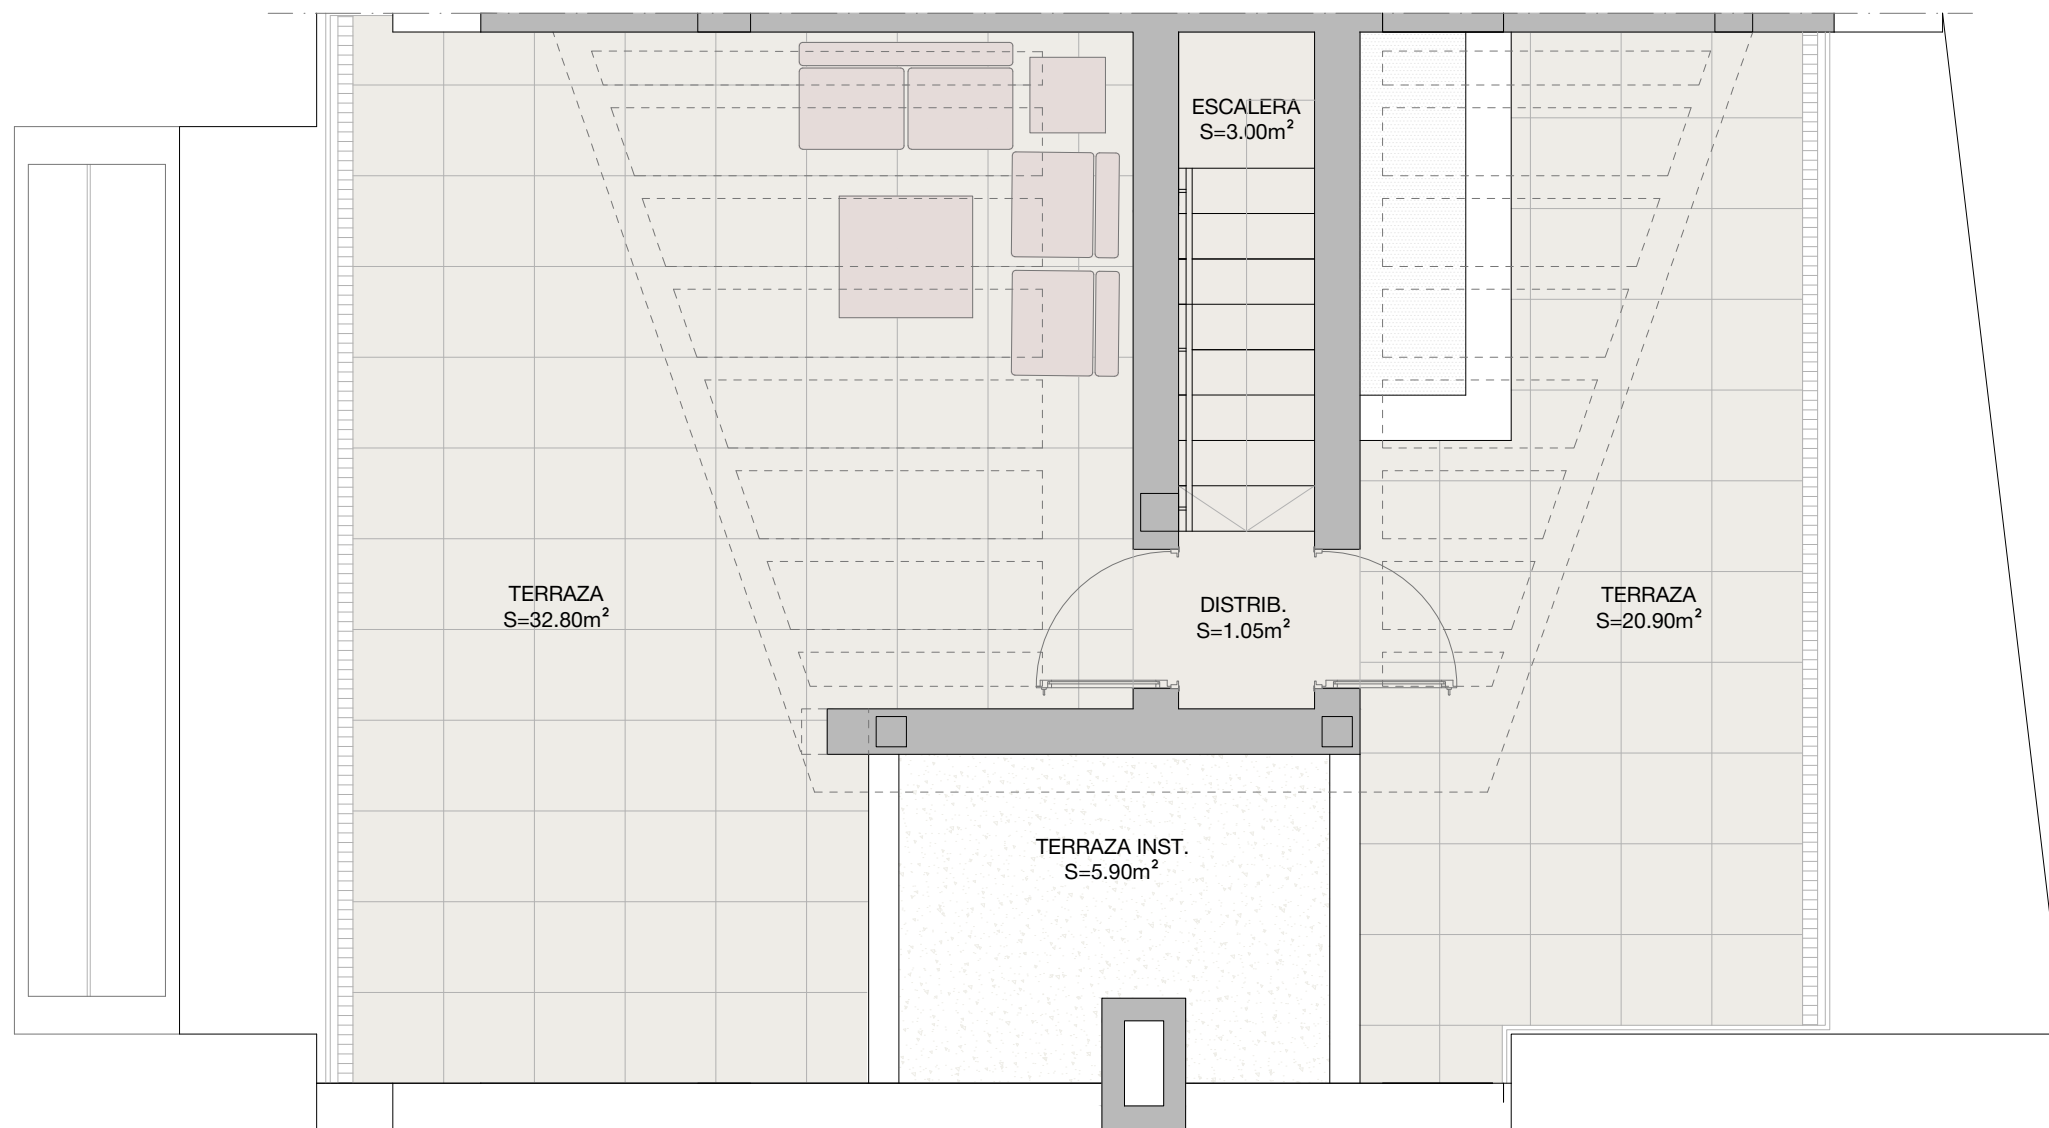 ESCALERA
S=3.00m²
TERRAZA
S=32.80m²
DISTRIB.
S=1.05m²
TERRAZA
S=20.90m²
TERRAZA INST.
S=5.90m²